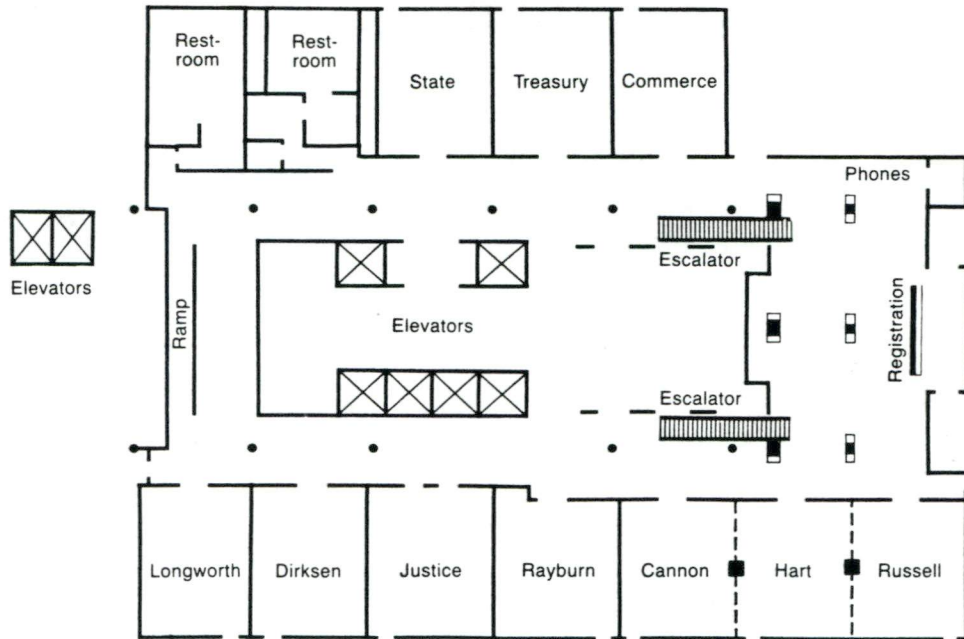 Rest-
room
Rest-
room
State
Treasury
Commerce
Phones
Elevators
Escalator
Ramp
Elevators
Registration
Escalator
Longworth
Dirksen
Justice
Rayburn
Cannon
Hart
Russell